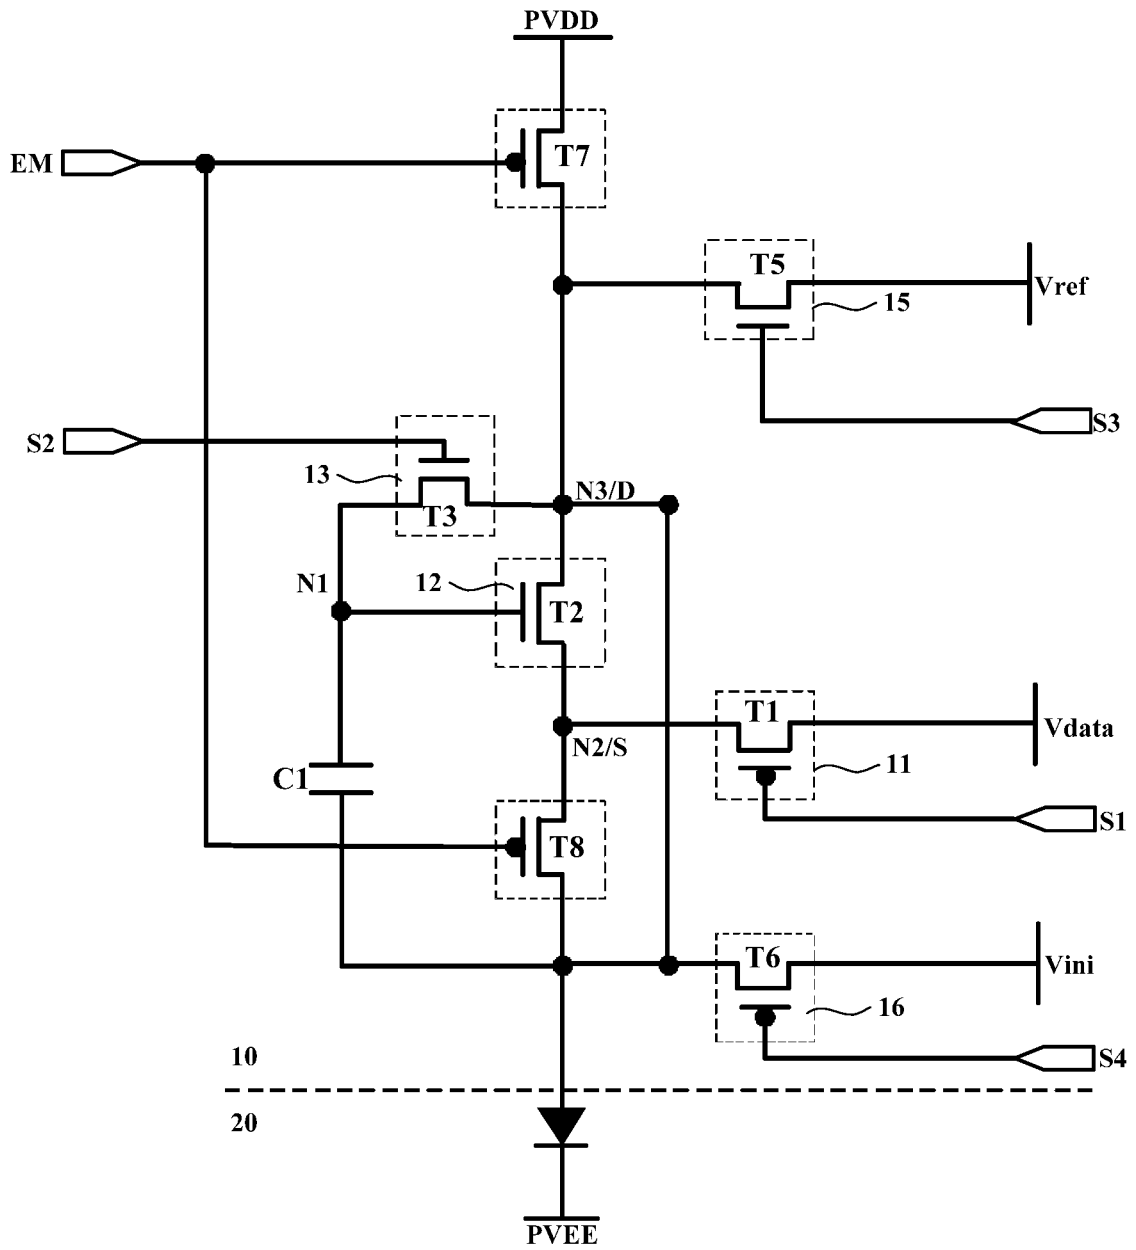 PVDD
EM
T7
T5
Vref
15
S2
S3
13
T3
N3/D
N1
12
T2
T1
Vdata
N2/S
11
C1
S1
T8
T6
Vini
16
10
S4
20
PVEE